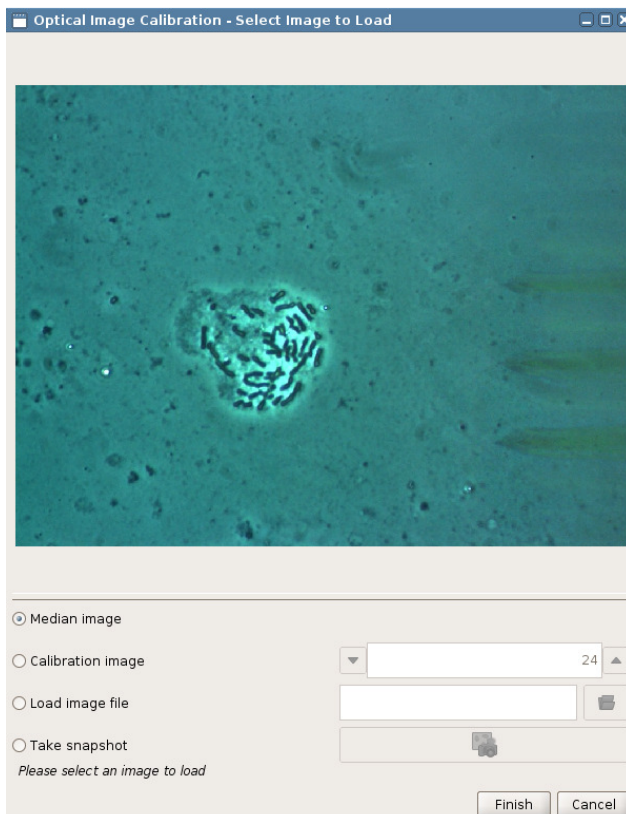 Optical Image Calibration - Select Image to Load
Median image
Calibration image
24
Load image file
Take snapshot
Please select an image to load
Finish
Cancel